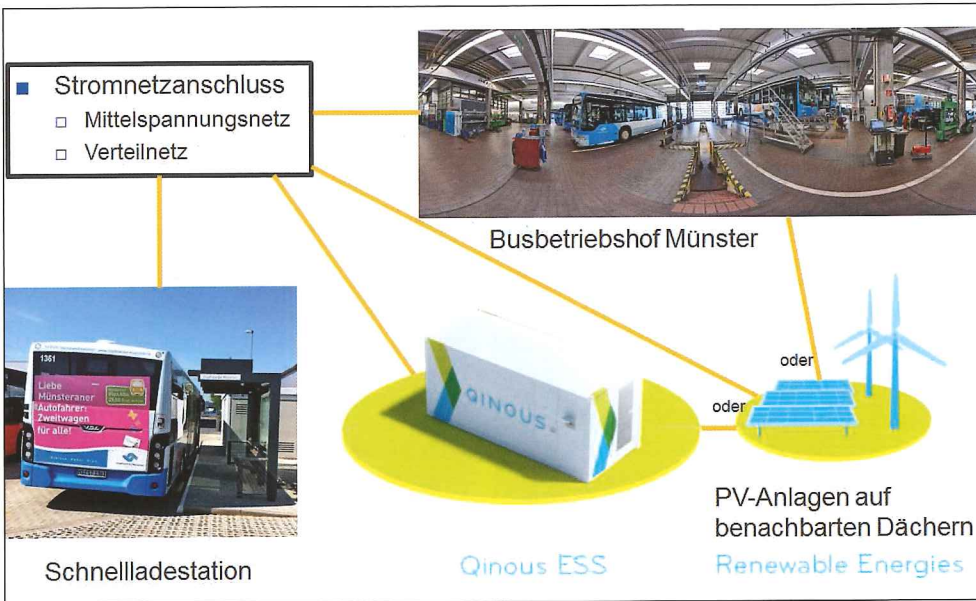 Stromnetzanschluss
Mittelspannungsnetz
Verteilnetz
Busbetriebshof Münster
1361
Liebe
Münsteraner
Autofahrer:
Zweitwagen
für alle!
QINOUS
oder
oder
PV-Anlagen auf
benachbarten Dächern
Schnellladestation
Qinous ESS
Renewable Energies